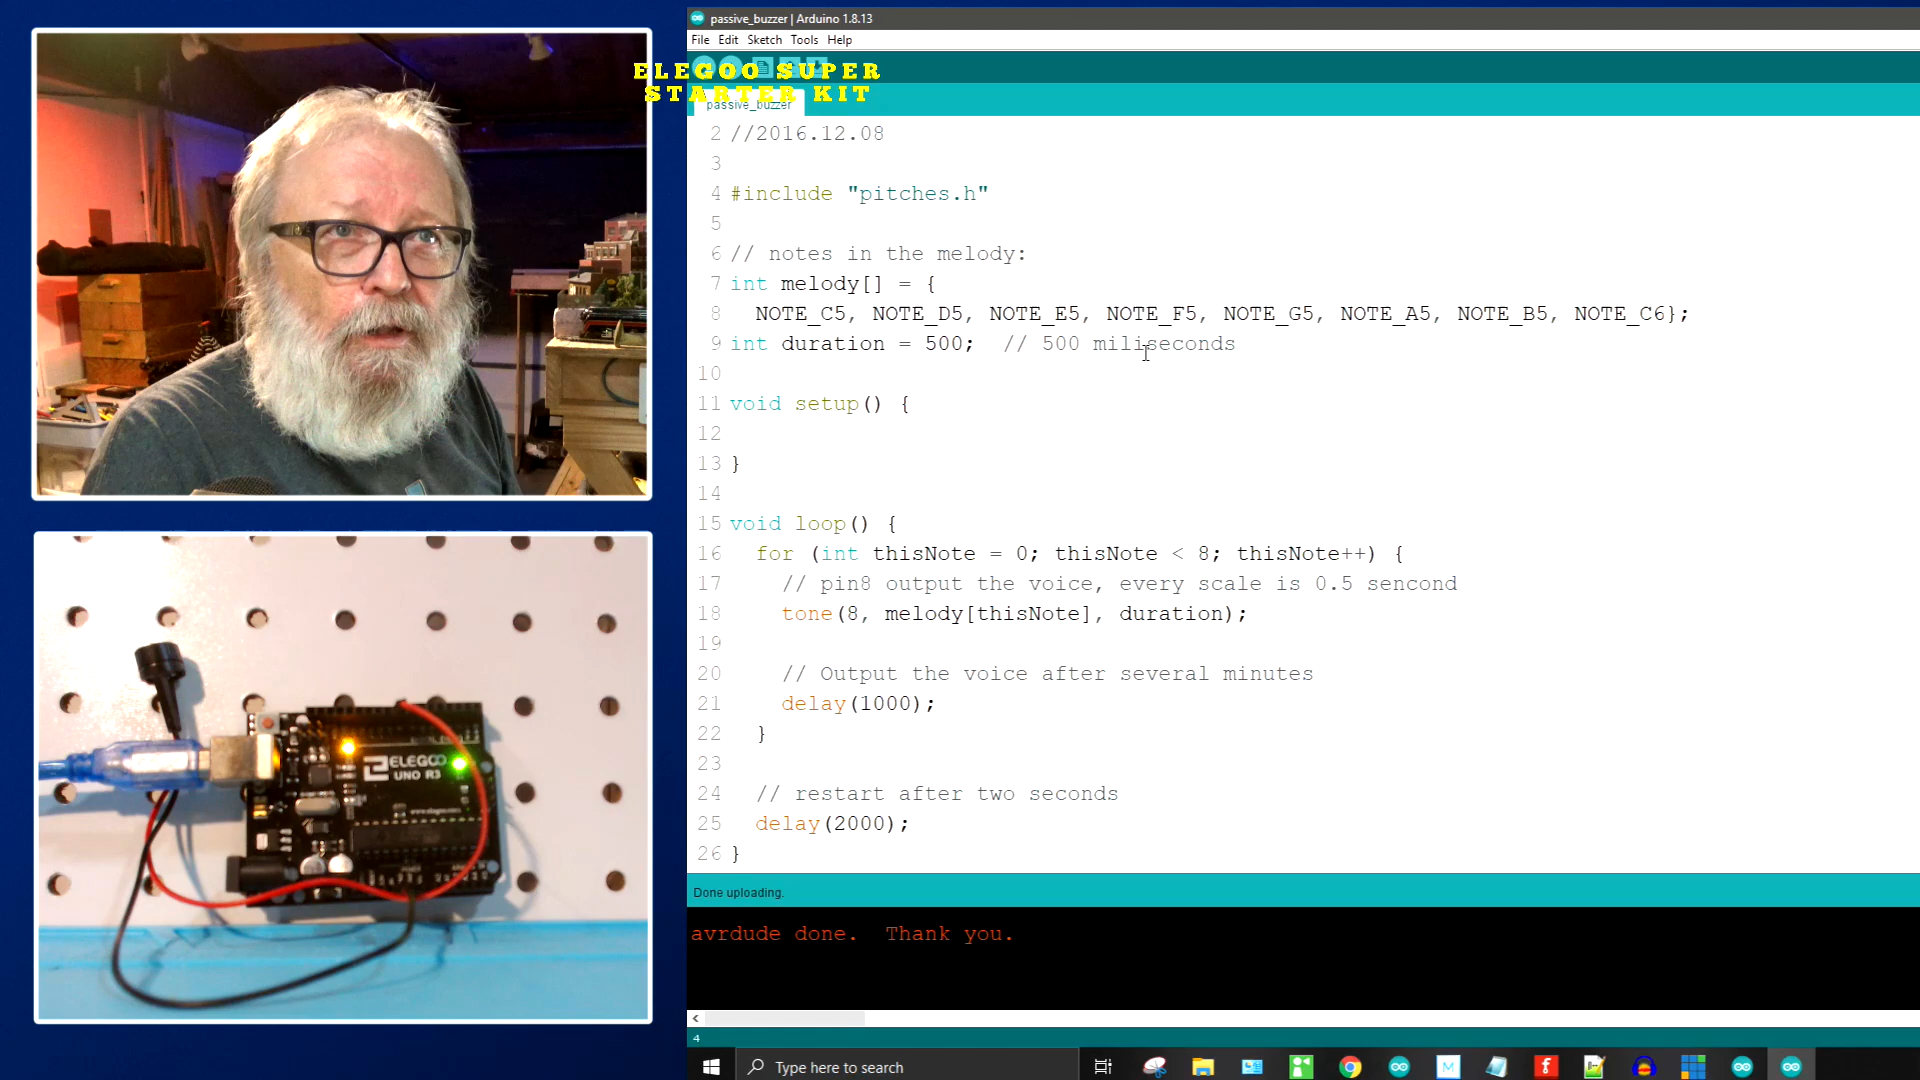 passive_buzzer | Arduino 1.8.13
File Edit Sketch Tools Help
ELEGOO SUPER
STARTER KIT
passive_buzzer
2 //2016.12.08
3
4 #include "pitches.h"
5
6 // notes in the melody:
7 int melody[] = {
8 NOTE_C5, NOTE_D5, NOTE_E5, NOTE_F5, NOTE_G5, NOTE_A5, NOTE_B5, NOTE_C6};
9 int duration = 500; // 500 miliseconds
10
11 void setup() {
12
13 }
14
15 void loop() {
16 for (int thisNote = 0; thisNote < 8; thisNote++) {
17 // pin8 output the voice, every scale is 0.5 sencond
18 tone(8, melody[thisNote], duration);
19
20 // Output the voice after several minutes
21 delay(1000);
22 }
23
24 // restart after two seconds
25 delay(2000);
26 }
Done uploading.
avrdude done. Thank you.
4
Type here to search
M
ELEGOO
UNO R3